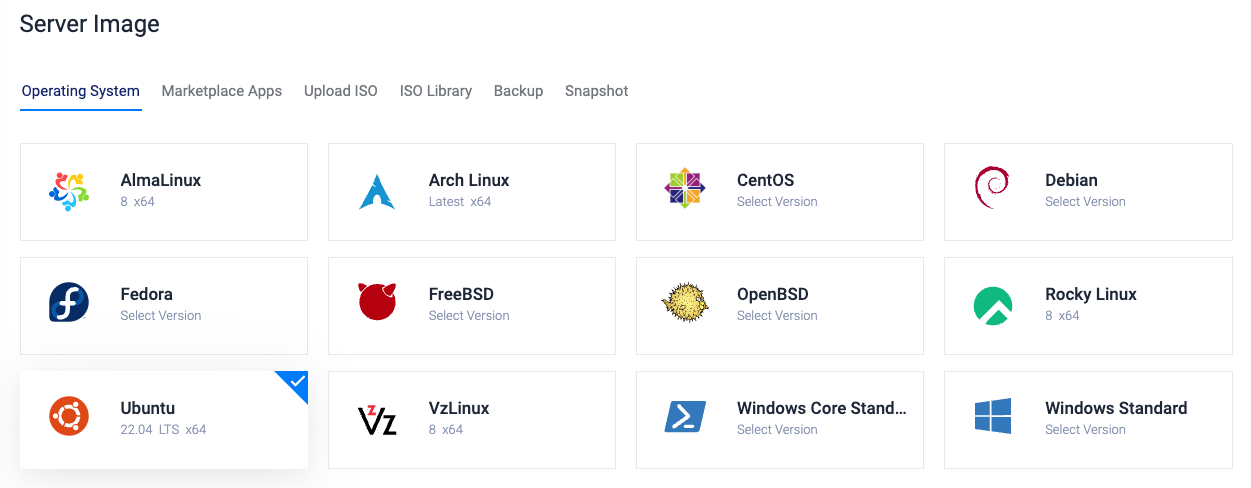 Server Image
Operating System Marketplace Apps Upload ISO ISO Library Backup Snapshot
AlmaLinux
8 x64
Arch Linux
Latest x64
CentOS
Select Version
Debian
Select Version
Fedora
Select Version
FreeBSD
Select Version
OpenBSD
Select Version
Rocky Linux
8 x64
Ubuntu
22.04 LTS x64
VzLinux
8 x64
Windows Core Stand...
Select Version
Windows Standard
Select Version